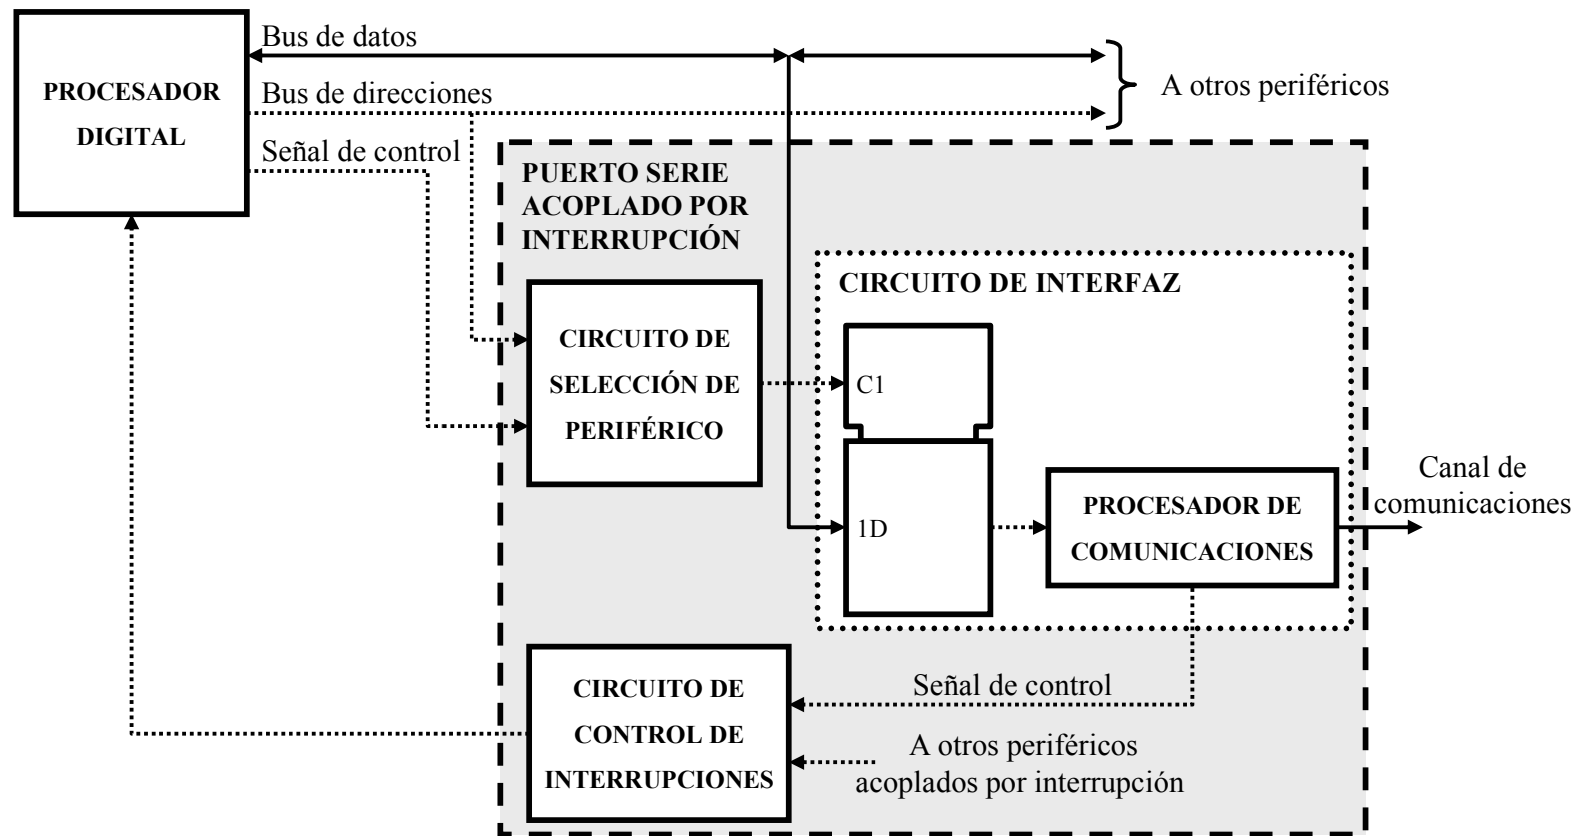 PROCESADOR
DIGITAL
Bus de datos
Bus de direcciones
Señal de control
A otros periféricos
PUERTO SERIE
ACOPLADO POR
INTERRUPCIÓN
CIRCUITO DE INTERFAZ
CIRCUITO DE
SELECCIÓN DE
PERIFÉRICO
C1
1D
PROCESADOR DE
COMUNICACIONES
Canal de
comunicaciones
CIRCUITO DE
CONTROL DE
INTERRUPCIONES
Señal de control
A otros periféricos
acoplados por interrupción